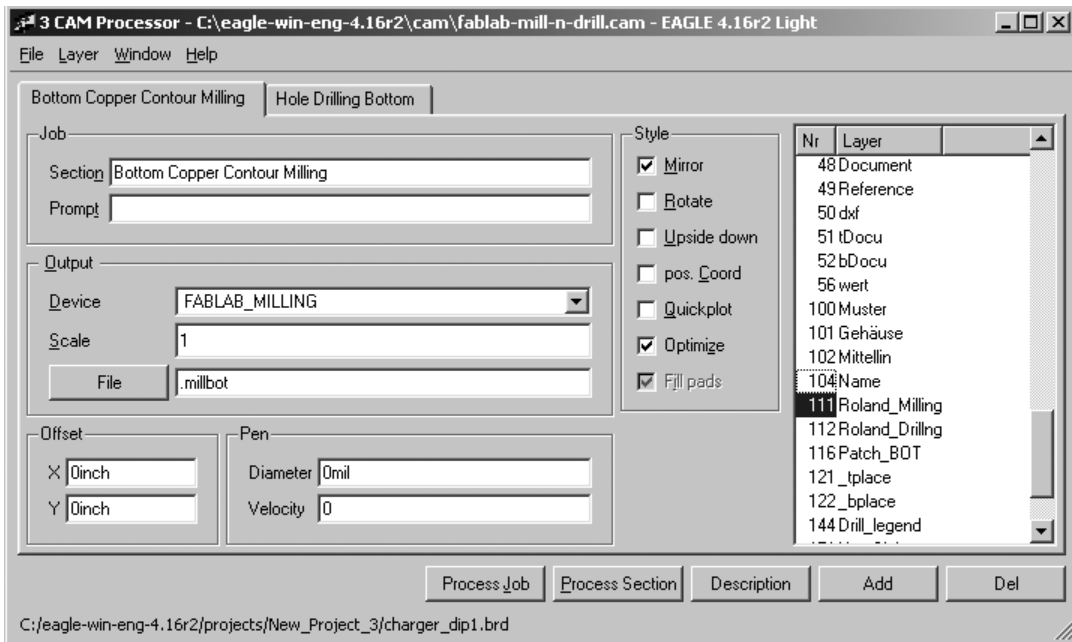 3 CAM Processor - C:\eagle-win-eng-4.16r2\cam\fablab-mill-n-drill.cam - EAGLE 4.16r2 Light
File Layer Window Help
Bottom Copper Contour Milling
Hole Drilling Bottom
Job
Section Bottom Copper Contour Milling
Prompt
Output
Device FABLAB_MILLING
Scale 1
File .millbot
Offset
X 0inch
Y 0inch
Pen
Diameter 0mil
Velocity 0
Style
Mirror
Rotate
Upside down
pos. Coord
Quickplot
Optimize
Fill pads
Nr Layer
48 Document
49 Reference
50 dxf
51 tDocu
52 bDocu
56 wert
100 Muster
101 Gehäuse
102 Mittellin
104 Name
111 Roland_Milling
112 Roland_Drillng
116 Patch_BOT
121 _tplace
122 _bplace
144 Drill_legend
Process Job Process Section Description Add Del
C:/eagle-win-eng-4.16r2/projects/New_Project_3/charger_dip1.brd